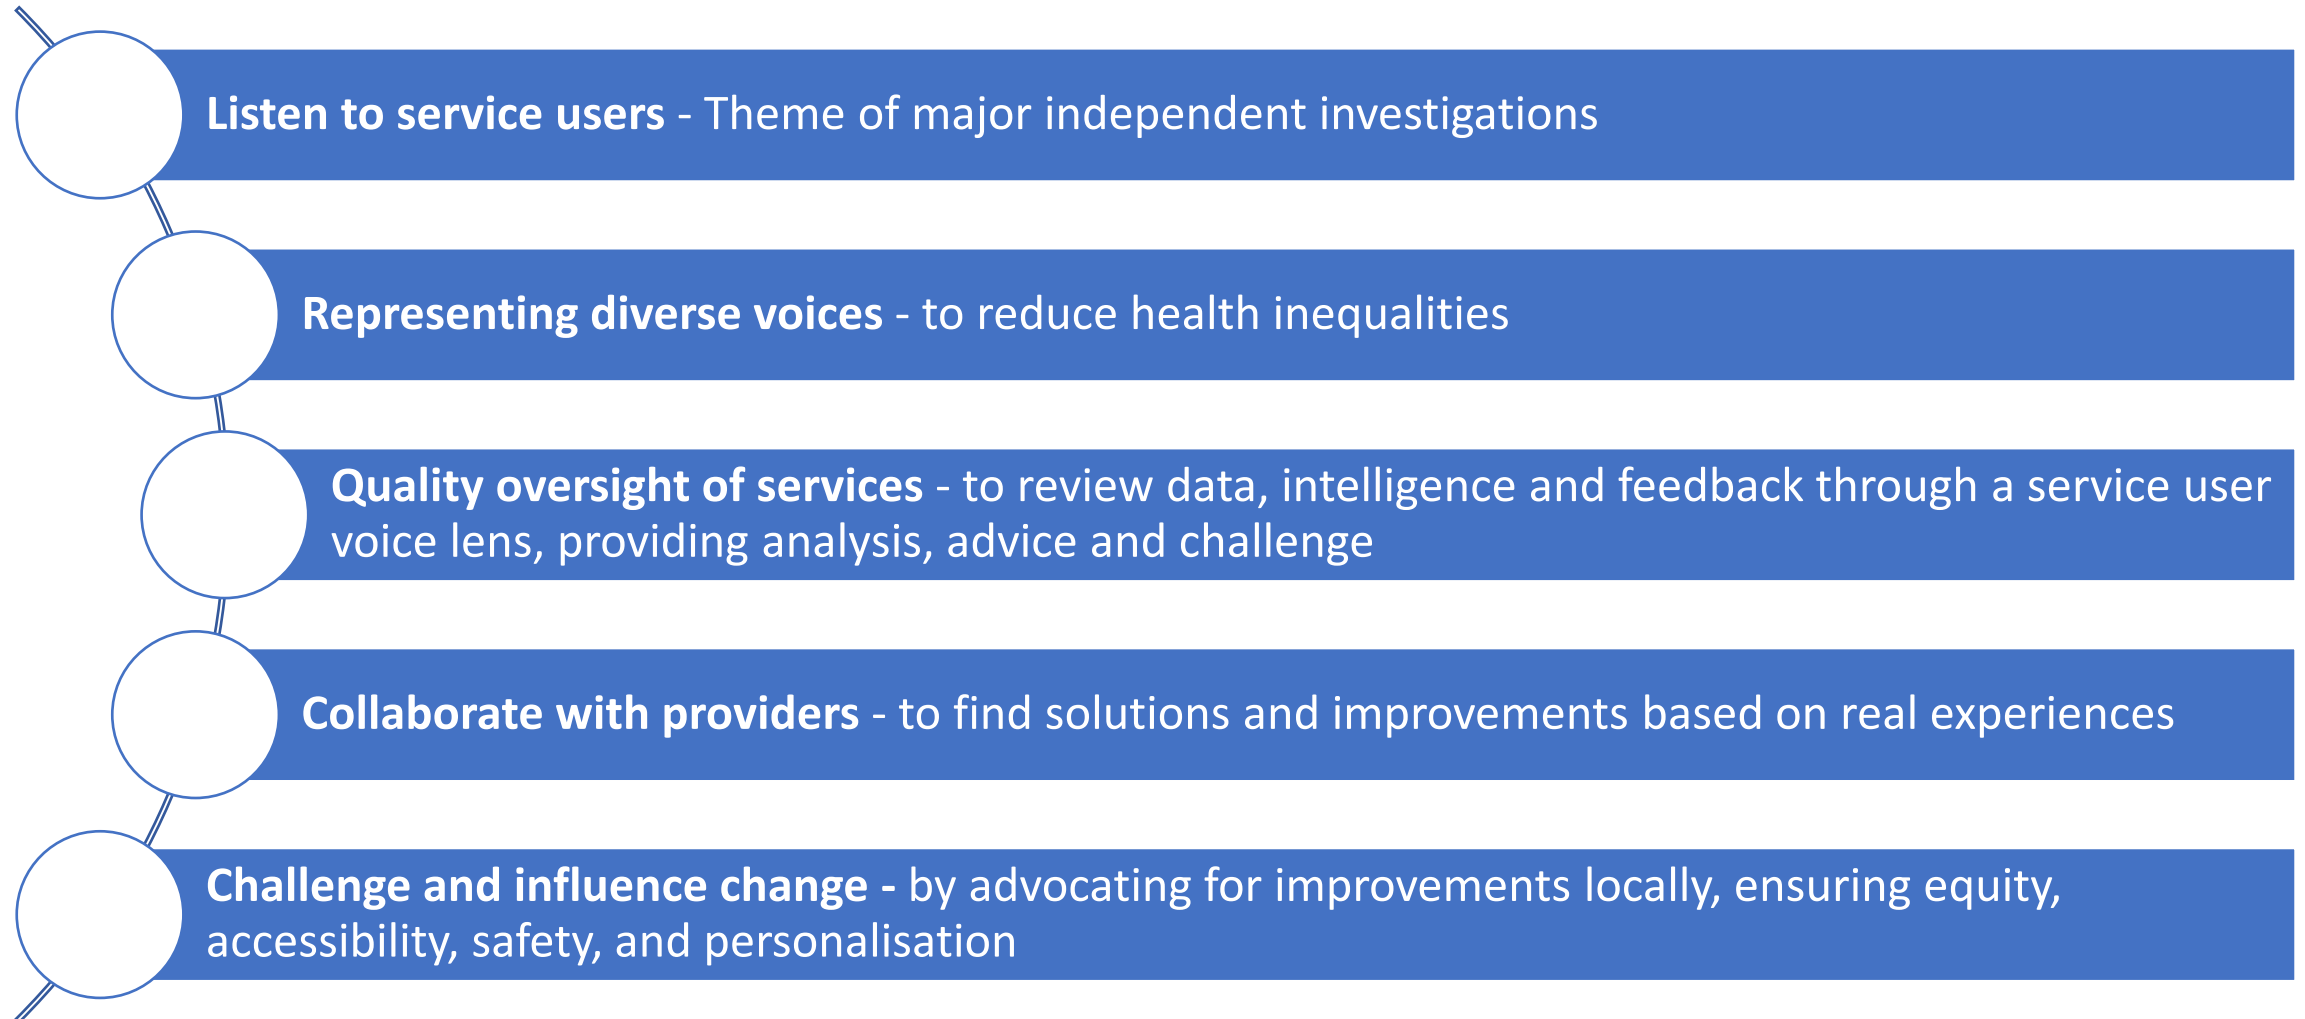 Listen to service users - Theme of major independent investigations
Representing diverse voices - to reduce health inequalities
Quality oversight of services - to review data, intelligence and feedback through a service user
voice lens, providing analysis, advice and challenge
Collaborate with providers - to find solutions and improvements based on real experiences
Challenge and influence change - by advocating for improvements locally, ensuring equity,
accessibility, safety, and personalisation